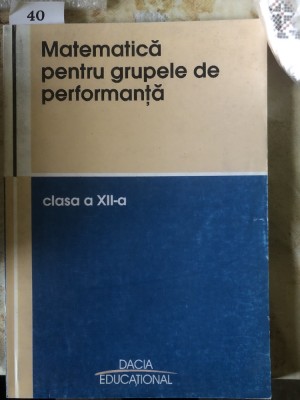 40
Matematică
pentru grupele de
performanță
clasa a XII-a
DACIA
EDUCAȚIONAL